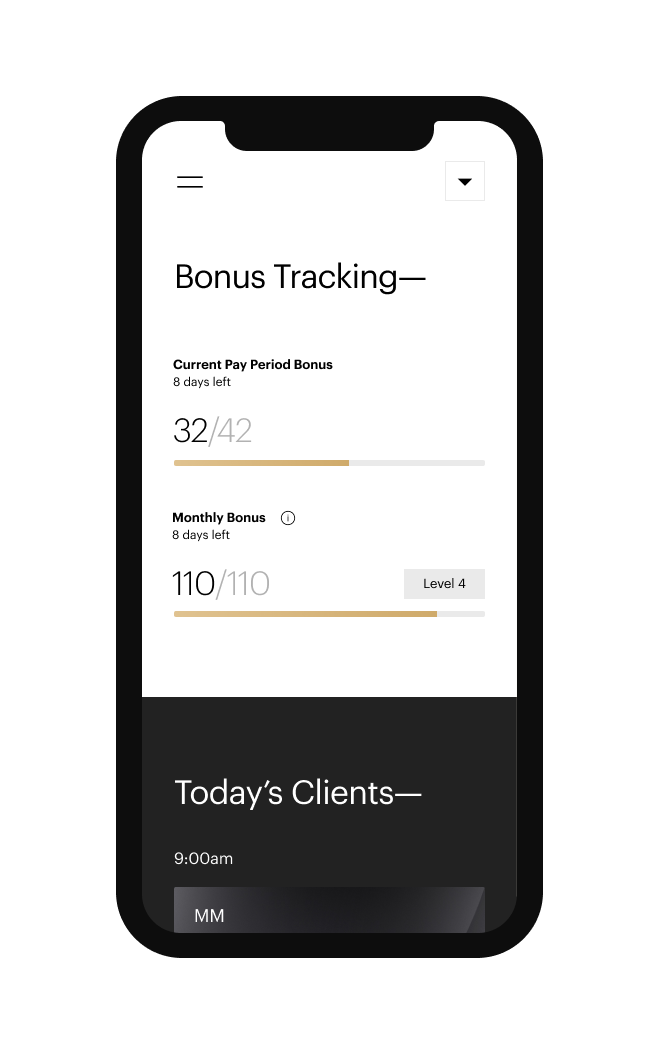 Bonus Tracking—
Current Pay Period Bonus
8 days left
32/42
Monthly Bonus i
8 days left
110/110
Level 4
Today’s Clients—
9:00am
MM